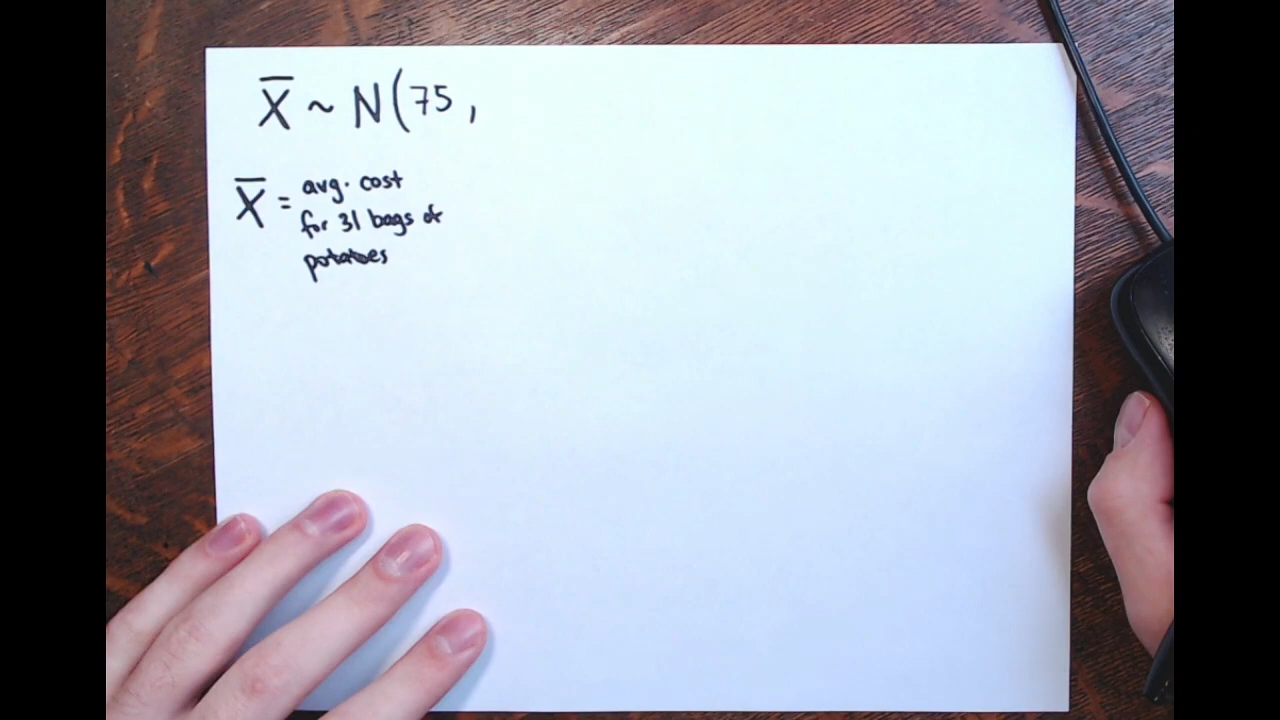 X̄ ~ N(75 ,
X̄ = avg. cost
for 31 bags of
potatoes